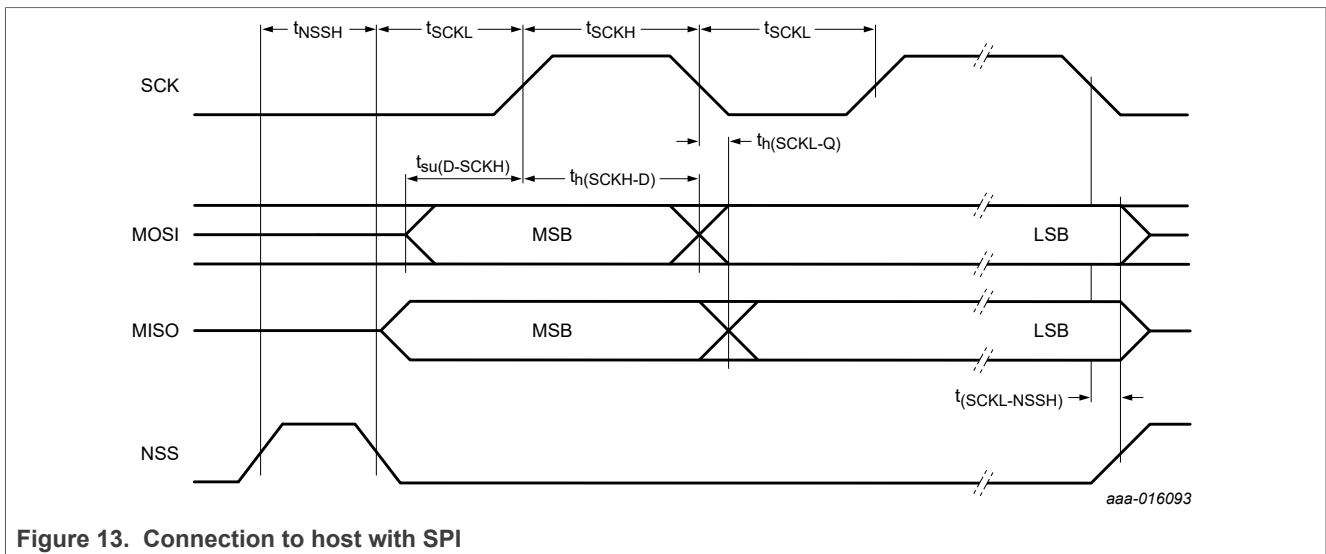 tNSSH tSCKL tSCKH tSCKL
SCK
th(SCKL-Q)
tsu(D-SCKH)
th(SCKH-D)
MOSI MSB LSB
MISO MSB LSB
t(SCKL-NSSH)
NSS
aaa-016093
Figure 13. Connection to host with SPI